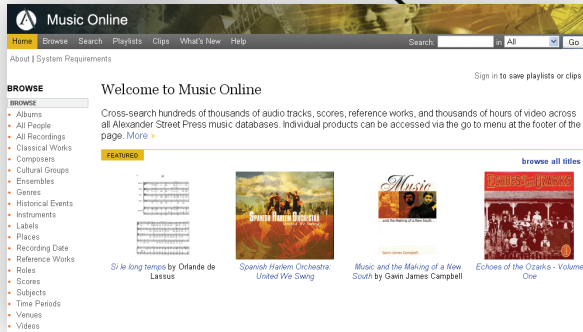 Music Online
Home Browse Search Playlists Clips What's New Help Search: in All Go
About | System Requirements
Sign in to save playlists or clips
BROWSE
BROWSE
Albums
All People
All Recordings
Classical Works
Composers
Cultural Groups
Ensembles
Genres
Historical Events
Instruments
Labels
Places
Recording Date
Reference Works
Roles
Scores
Subjects
Time Periods
Venues
Videos
Welcome to Music Online
Cross-search hundreds of thousands of audio tracks, scores, reference works, and thousands of hours of video across
all Alexander Street Press music databases. Individual products can be accessed via the go to menu at the footer of the
page. More »
FEATURED
browse all titles
Si le long temps by Orlande de
Lassus
SPANISH HARLEM ORCHESTRA
UNITED WE SWING
Spanish Harlem Orchestra:
United We Swing
Music
and the Making of a New South
Gavin James Campbell
Music and the Making of a New
South by Gavin James Campbell
ECHOES OF THE OZARKS
Echoes of the Ozarks - Volume
One